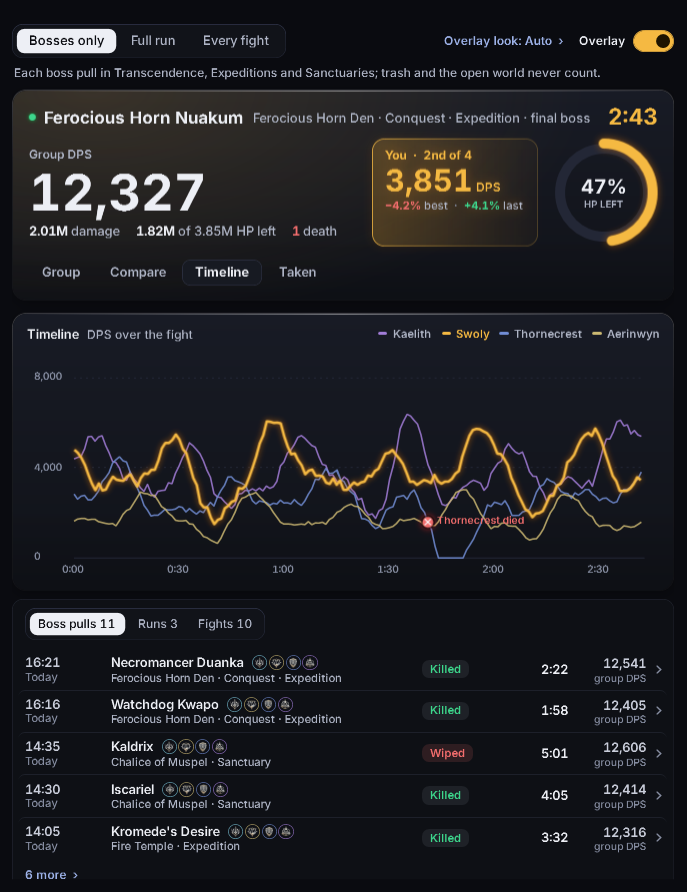 Bosses only Full run Every fight Overlay look: Auto › Overlay
Each boss pull in Transcendence, Expeditions and Sanctuaries; trash and the open world never count.
Ferocious Horn Nuakum Ferocious Horn Den · Conquest · Expedition · final boss 2:43
Group DPS
12,327
2.01M damage 1.82M of 3.85M HP left 1 death
You · 2nd of 4
3,851 DPS
−4.2% best · +4.1% last
47%
HP LEFT
Group Compare Timeline Taken
Timeline DPS over the fight Kaelith Swoly Thornecrest Aerinwyn
8,000
4,000
Thornecrest died
0
0:00 0:30 1:00 1:30 2:00 2:30
Boss pulls 11 Runs 3 Fights 10
16:21 Necromancer Duanka Killed 2:22 12,541 ›
Today Ferocious Horn Den · Conquest · Expedition group DPS
16:16 Watchdog Kwapo Killed 1:58 12,405 ›
Today Ferocious Horn Den · Conquest · Expedition group DPS
14:35 Kaldrix Wiped 5:01 12,606 ›
Today Chalice of Muspel · Sanctuary group DPS
14:30 Iscariel Killed 4:05 12,414 ›
Today Chalice of Muspel · Sanctuary group DPS
14:05 Kromede's Desire Killed 3:32 12,316 ›
Today Fire Temple · Expedition group DPS
6 more ›